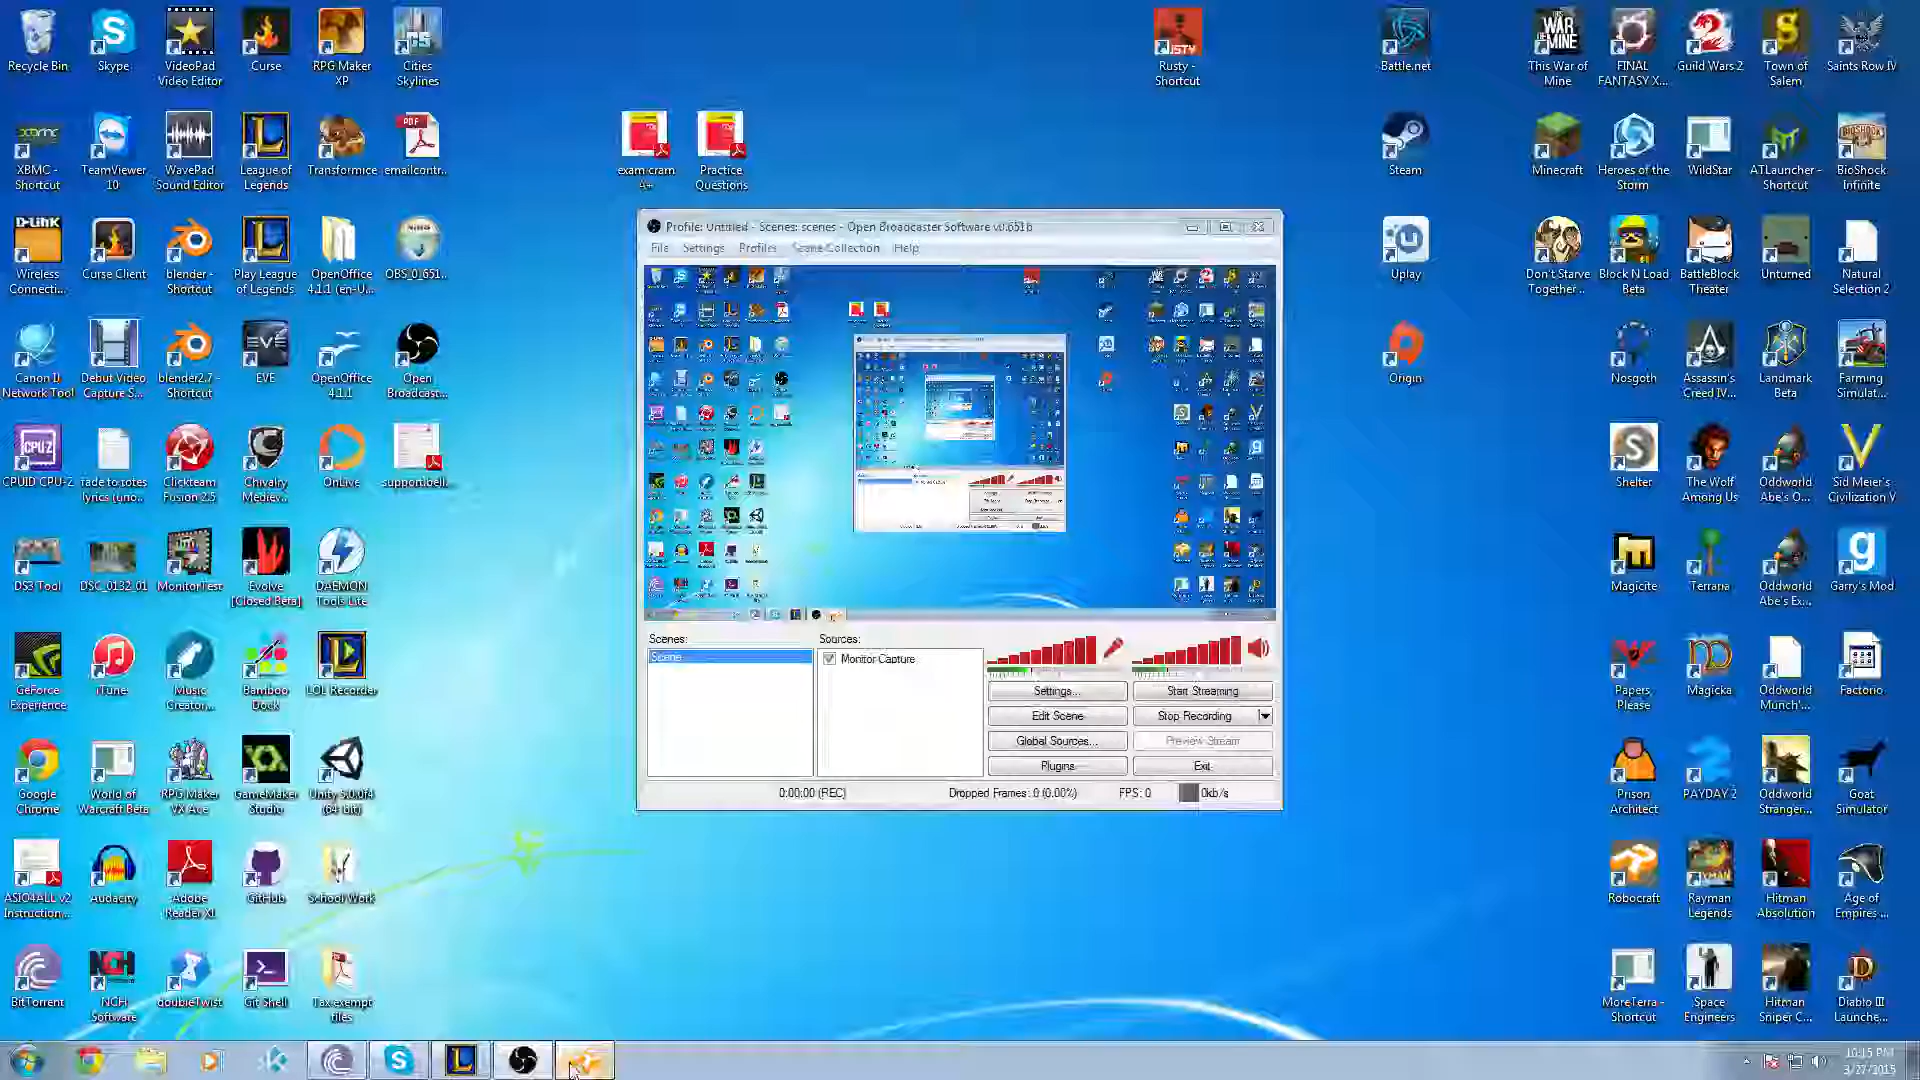 Recycle Bin
Skype
VideoPad
Video Editor
Curse
RPG Maker
XP
Cities
Skylines
Rusty -
Shortcut
Battle.net
This War of
Mine
FINAL
FANTASY X...
Guild Wars 2
Town of
Salem
Saints Row IV
XBMC -
Shortcut
TeamViewer
10
WavePad
Sound Editor
League of
Legends
Transformice
PDF
emailcontr...
exam cram
A+
Practice
Questions
Steam
Minecraft
Heroes of the
Storm
WildStar
ATLauncher -
Shortcut
BioShock
Infinite
D-Link
Wireless
Connecti...
Curse Client
blender -
Shortcut
Play League
of Legends
OpenOffice
4.1.1 (en-U...
OBS_0_651...
Uplay
Don't Starve
Together ..
Block N Load
Beta
BattleBlock
Theater
Unturned
Natural
Selection 2
Canon IJ
Network Tool
Debut Video
Capture S...
blender2.7 -
Shortcut
EVE
OpenOffice
4.1.1
Open
Broadcast...
Origin
Nosgoth
Assassin's
Creed IV...
Landmark
Beta
Farming
Simulat...
CPUID CPU-Z
fade to totes
lyrics (uno...
Clickteam
Fusion 2.5
Chivalry
Mediev...
OnLive
support.bell...
Shelter
The Wolf
Among Us
Oddworld
Abe's O...
Sid Meier's
Civilization V
DS3 Tool
DSC_0132_01
MonitorTest
Evolve
[Closed Beta]
DAEMON
Tools Lite
Magicite
Terraria
Oddworld
Abe's Ex...
Garry's Mod
GeForce
Experience
iTunes
Music
Creator...
Bamboo
Dock
LOL Recorder
Papers,
Please
Magicka
Oddworld
Munch'...
Factorio
Google
Chrome
World of
Warcraft Beta
RPG Maker
VX Ace
GameMaker
Studio
Unity 5.0.0f4
(64-bit)
Prison
Architect
PAYDAY 2
Oddworld
Stranger...
Goat
Simulator
ASIO4ALL v2
Instruction...
Audacity
Adobe
Reader XI
GitHub
School Work
Robocraft
Rayman
Legends
Hitman
Absolution
Age of
Empires ...
BitTorrent
NCH
Software
doubleTwist
Git Shell
Tax exempt
files
MoreTerra -
Shortcut
Space
Engineers
Hitman
Sniper C...
Diablo III
Launche...
Profile: Untitled - Scenes: scenes - Open Broadcaster Software v0.651b
File Settings Profiles Scene Collection Help
Scenes:
Scene
Sources:
Monitor Capture
Settings...
Start Streaming
Edit Scene
Stop Recording
Global Sources...
Preview Stream
Plugins
Exit
0:00:00 (REC)
Dropped Frames: 0 (0.00%)
FPS: 0
0kb/s
10:15 PM
3/27/2015